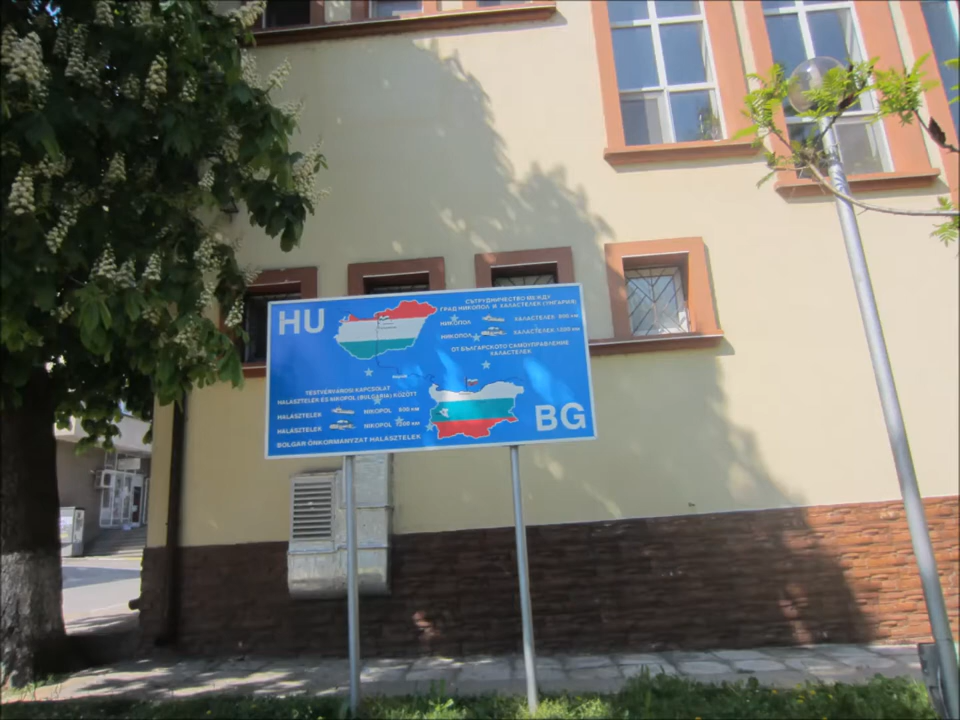 HU
СЪТРУДНИЧЕСТВО МЕЖДУ
ГРАД НИКОПОЛ И ХАЛАСТЕЛЕК (УНГАРИЯ)
НИКОПОЛ ХАЛАСТЕЛЕК
НИКОПОЛ ХАЛАСТЕЛЕК
ОТ БЪЛГАРСКОТО САМОУПРАВЛЕНИЕ
ХАЛАСТЕЛЕК
TESTVÉRVÁROSI KAPCSOLAT
HALÁSZTELEK ÉS NIKOPOL (BULGÁRIA) KÖZÖTT
HALÁSZTELEK NIKOPOL
HALÁSZTELEK NIKOPOL
BOLGÁR ÖNKORMÁNYZAT HALÁSZTELEK
BG